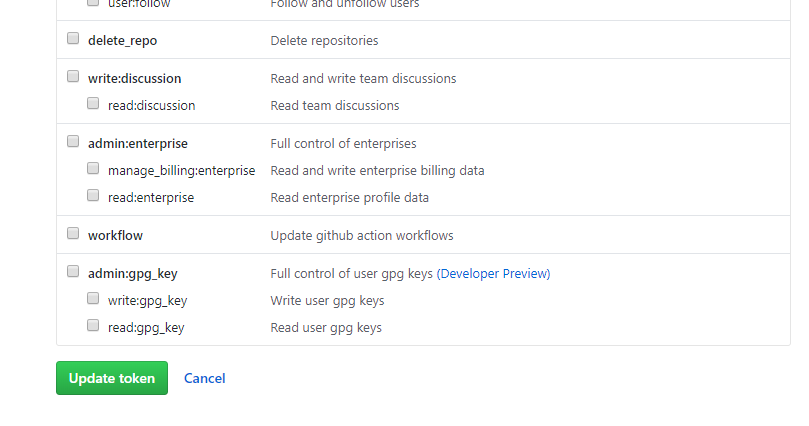 user:follow Follow and unfollow users
delete_repo Delete repositories
write:discussion Read and write team discussions
read:discussion Read team discussions
admin:enterprise Full control of enterprises
manage_billing:enterprise Read and write enterprise billing data
read:enterprise Read enterprise profile data
workflow Update github action workflows
admin:gpg_key Full control of user gpg keys (Developer Preview)
write:gpg_key Write user gpg keys
read:gpg_key Read user gpg keys
Update token Cancel